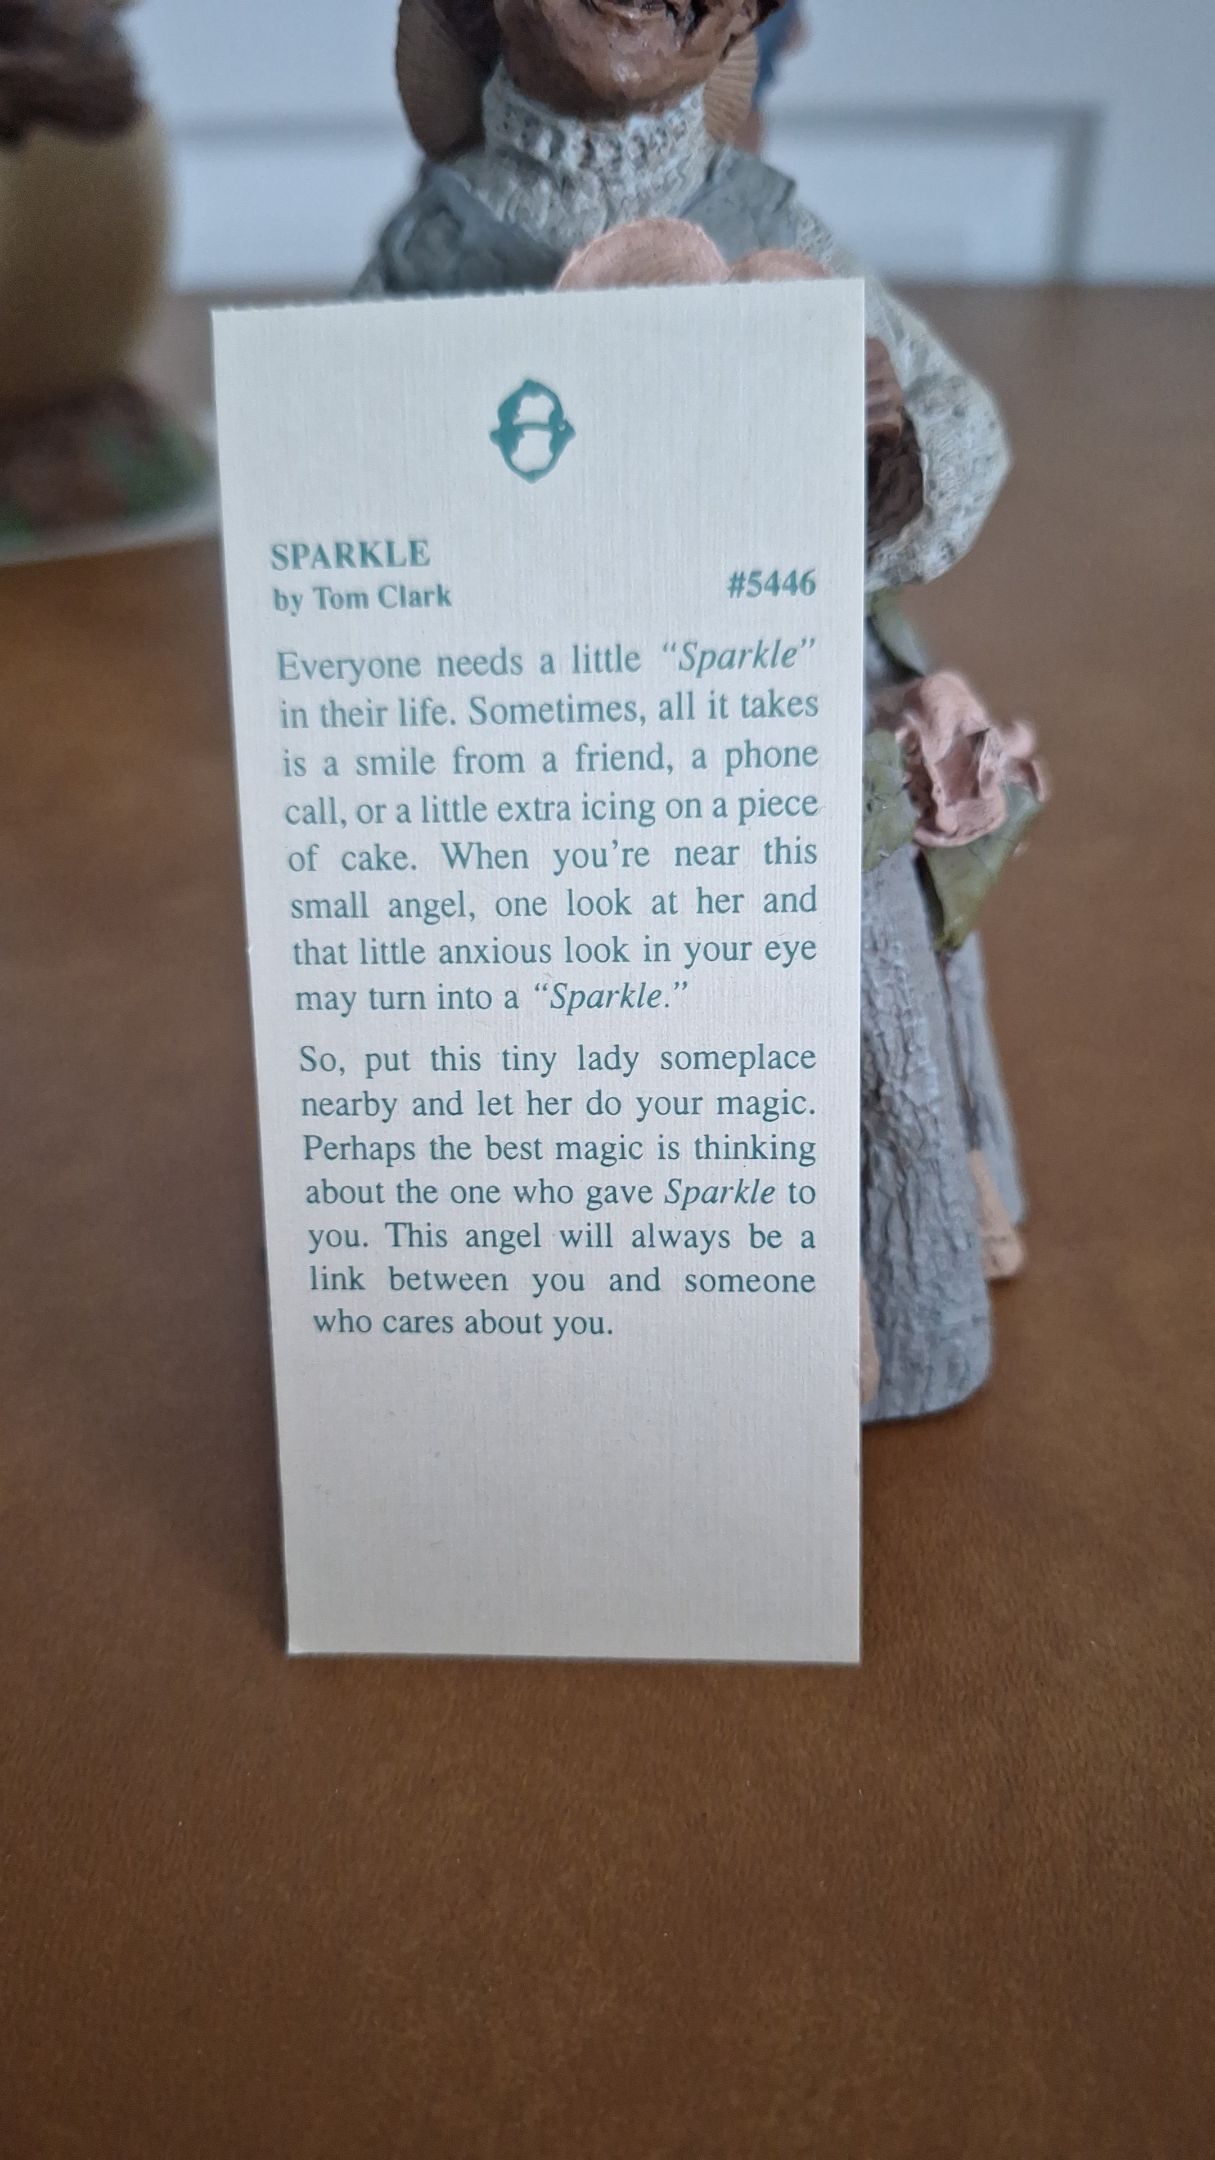 SPARKLE
by Tom Clark
#5446
Everyone needs a little “Sparkle”
in their life. Sometimes, all it takes
is a smile from a friend, a phone
call, or a little extra icing on a piece
of cake. When you’re near this
small angel, one look at her and
that little anxious look in your eye
may turn into a “Sparkle.”
So, put this tiny lady someplace
nearby and let her do your magic.
Perhaps the best magic is thinking
about the one who gave Sparkle to
you. This angel will always be a
link between you and someone
who cares about you.